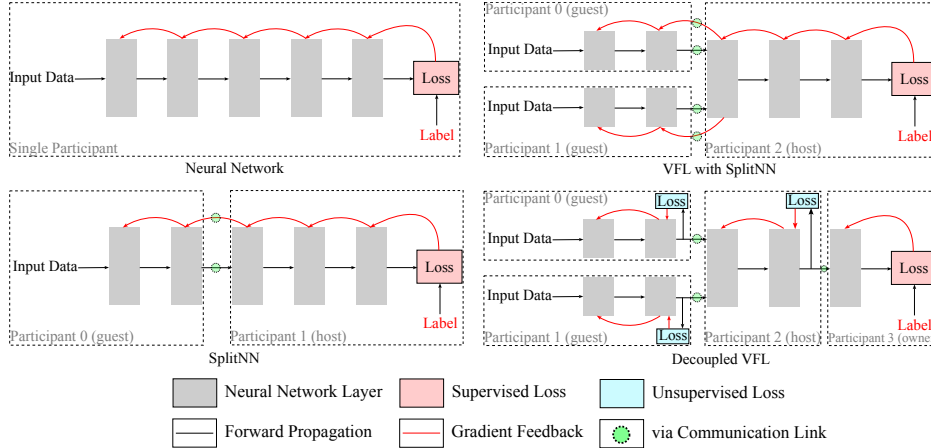 Input Data
Loss
Label
Single Participant
Neural Network
Participant 0 (guest)
Input Data
Input Data
Loss
Label
Participant 1 (guest)
Participant 2 (host)
VFL with SplitNN
Input Data
Loss
Label
Participant 0 (guest)
Participant 1 (host)
SplitNN
Participant 0 (guest)
Loss
Loss
Input Data
Input Data
Loss
Loss
Label
Participant 1 (guest)
Participant 2 (host)
Participant 3 (owne
Decoupled VFL
Neural Network Layer
Supervised Loss
Unsupervised Loss
Forward Propagation
Gradient Feedback
via Communication Link